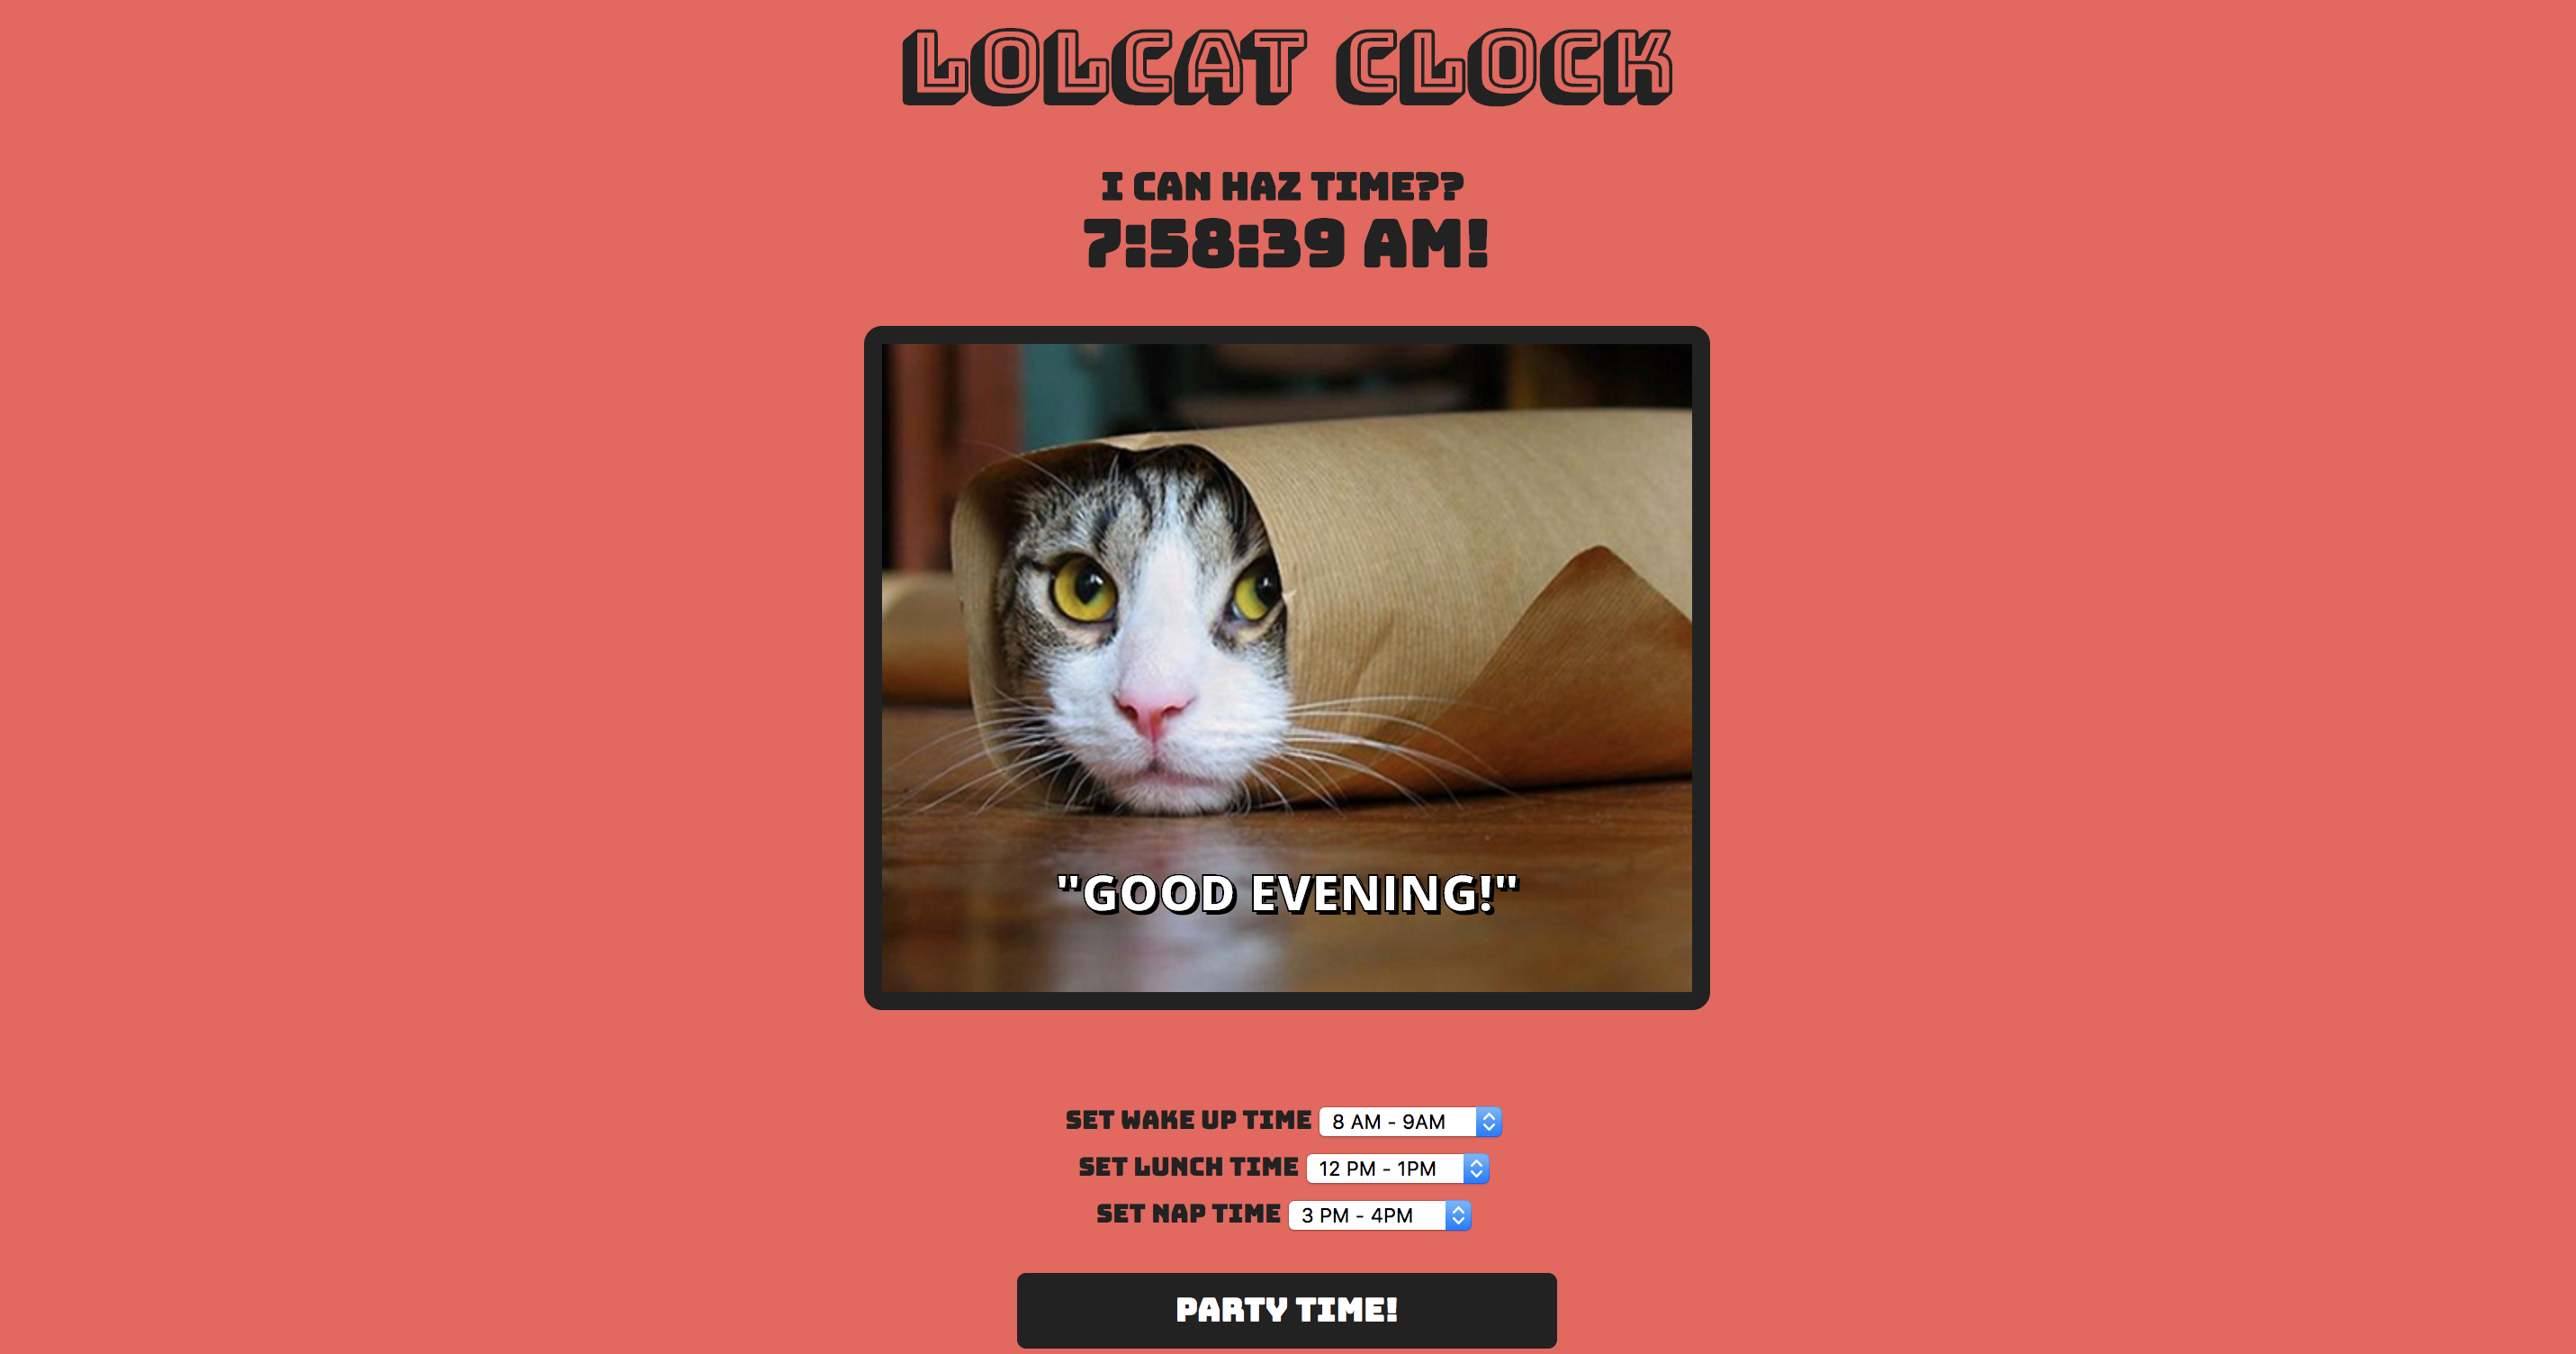 LOLCAT CLOCK
I CAN HAZ TIME??
7:58:39 AM!
"GOOD EVENING!"
SET WAKE UP TIME 8 AM - 9AM
SET LUNCH TIME 12 PM - 1PM
SET NAP TIME 3 PM - 4PM
PARTY TIME!